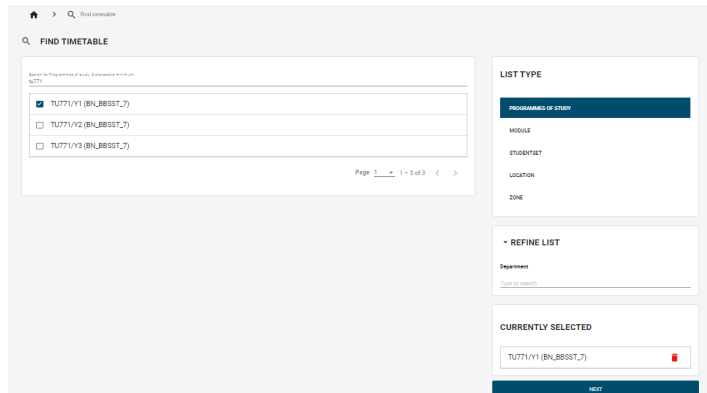 Find timetable
FIND TIMETABLE
Search for Programmes of study 2 characters minimum
tu771
TU771/Y1 (BN_BBSST_7)
TU771/Y2 (BN_BBSST_7)
TU771/Y3 (BN_BBSST_7)
Page 1 1 – 3 of 3
LIST TYPE
PROGRAMMES OF STUDY
MODULE
STUDENTSET
LOCATION
ZONE
REFINE LIST
Department
Type to search
CURRENTLY SELECTED
TU771/Y1 (BN_BBSST_7)
NEXT